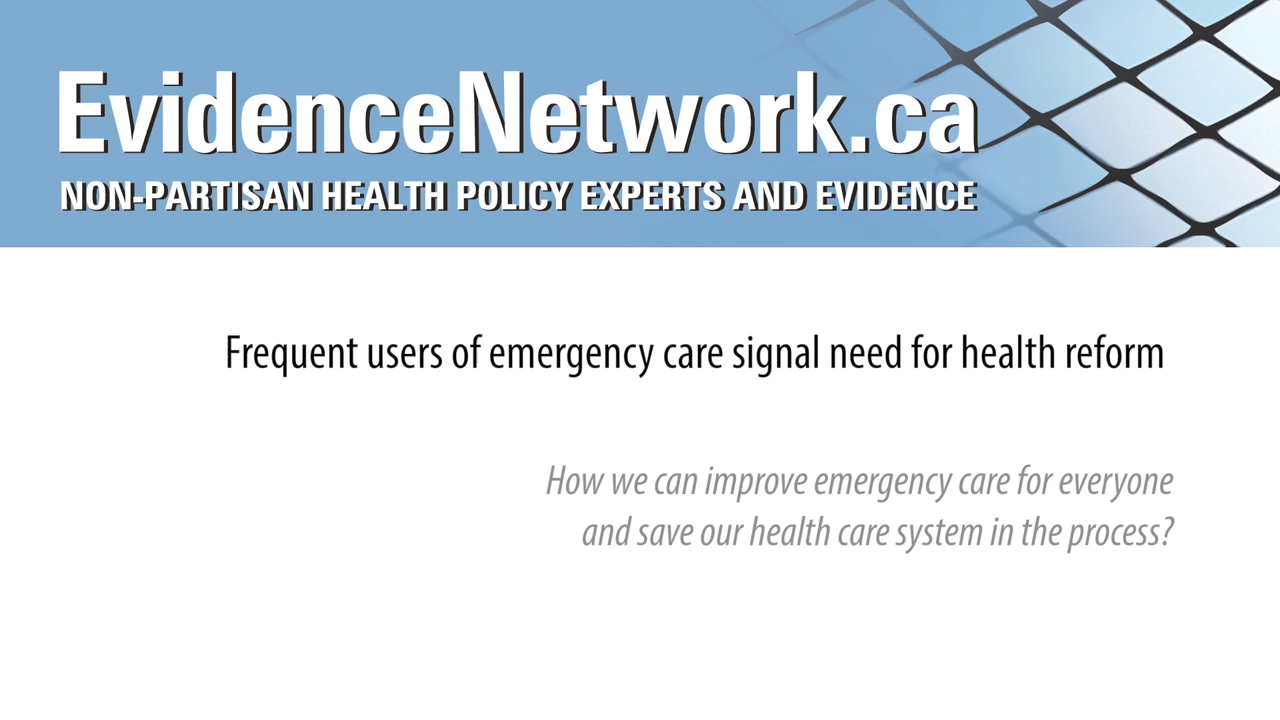 EvidenceNetwork.ca
NON-PARTISAN HEALTH POLICY EXPERTS AND EVIDENCE
Frequent users of emergency care signal need for health reform
How we can improve emergency care for everyone
and save our health care system in the process?